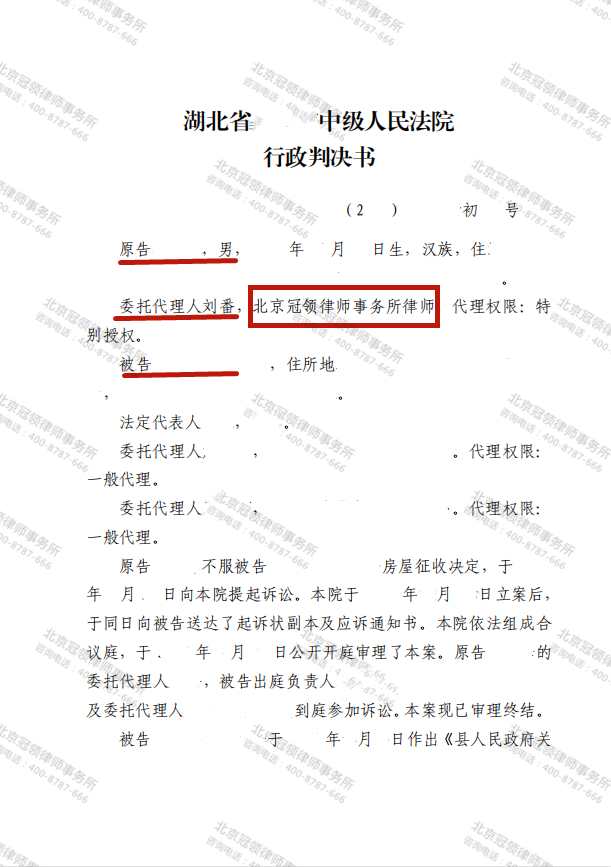 湖北省 中级人民法院
行政判决书
（2 ） 初 号
原告 ，男， 年 月 日生，汉族，住
。
委托代理人刘番，北京冠领律师事务所律师 代理权限：特
别授权。
被告 ，住所地
， 。
法定代表人 ， 。
委托代理人 ， 。代理权限：
一般代理。
委托代理人 ， 。代理权限：
一般代理。
原告 不服被告 房屋征收决定，于
年 月 日向本院提起诉讼。本院于 年 月 日立案后，
于同日向被告送达了起诉状副本及应诉通知书。本院依法组成合
议庭，于 年 月 日公开开庭审理了本案。原告 的
委托代理人 ，被告出庭负责人
及委托代理人 到庭参加诉讼。本案现已审理终结。
被告 于 年 月 日作出《县人民政府关
北京冠领律师事务所
咨询电话：400-8787-666